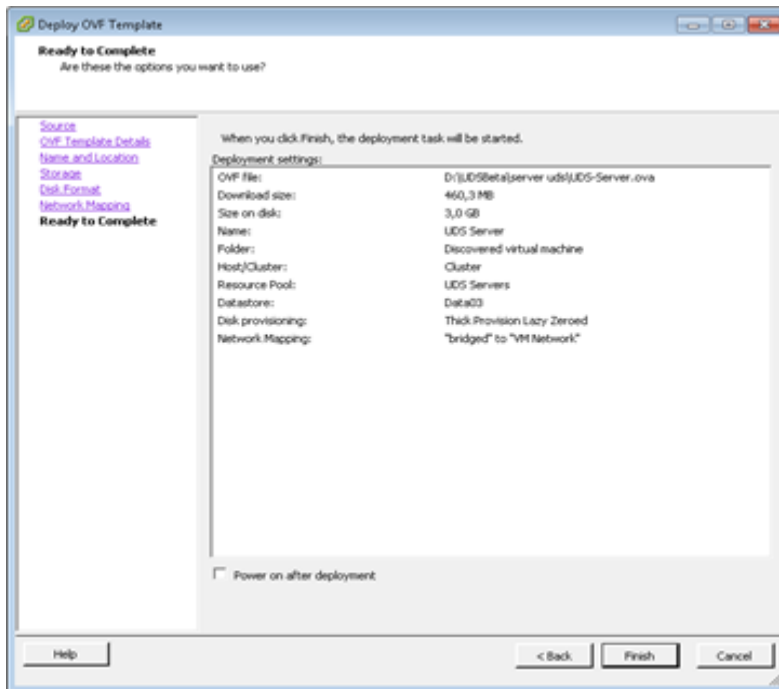 Deploy OVF Template
Ready to Complete
Are these the options you want to use?
Source
OVF Template Details
Name and Location
Storage
Disk Format
Network Mapping
Ready to Complete
When you click Finish, the deployment task will be started.
Deployment settings:
OVF file: D:\UDSBeta\server uds\UDS-Server.ova
Download size: 460,3 MB
Size on disk: 3,0 GB
Name: UDS Server
Folder: Discovered virtual machine
Host/Cluster: Cluster
Resource Pool: UDS Servers
Datastore: Data03
Disk provisioning: Thick Provision Lazy Zeroed
Network Mapping: "bridged" to "VM Network"
Power on after deployment
Help < Back Finish Cancel